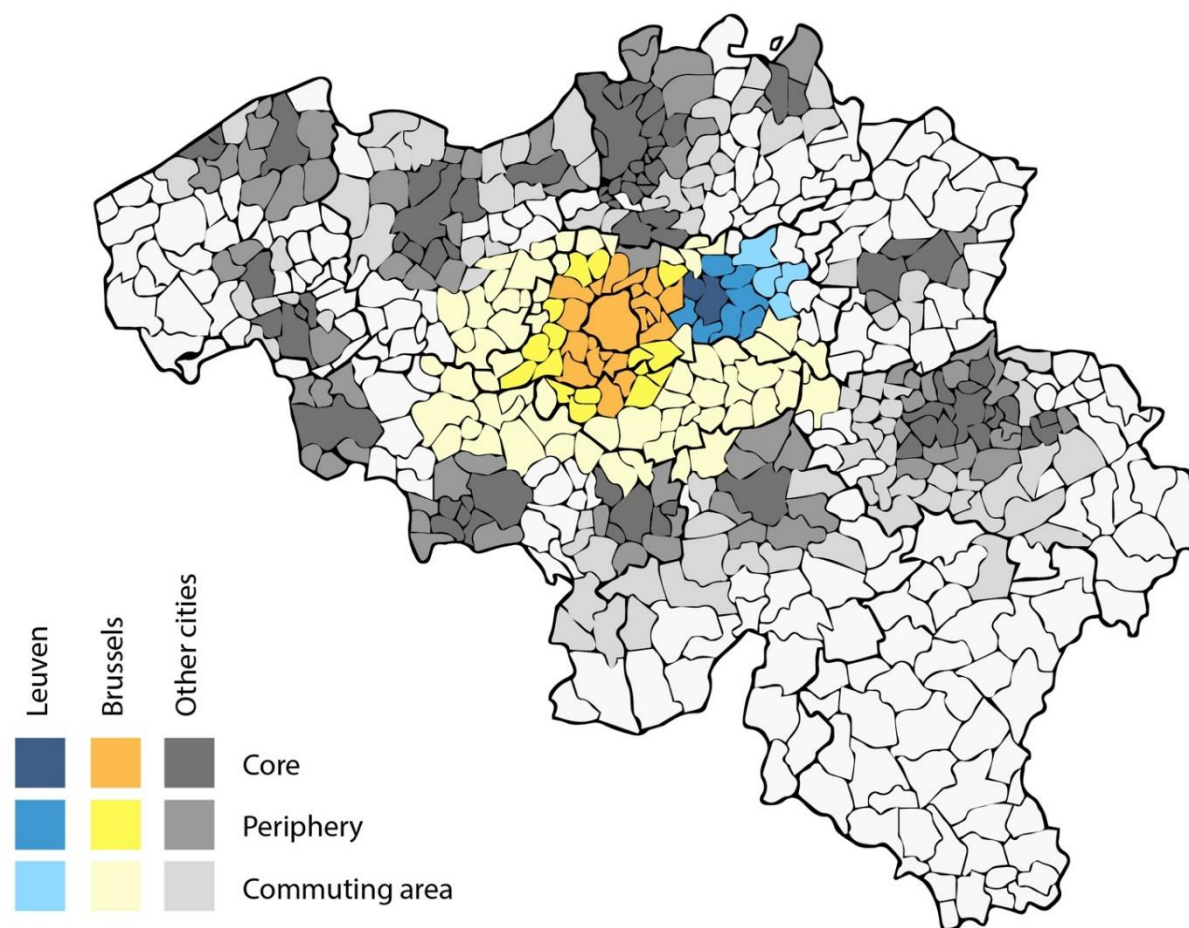 Leuven
Brussels
Other cities
Core
Periphery
Commuting area